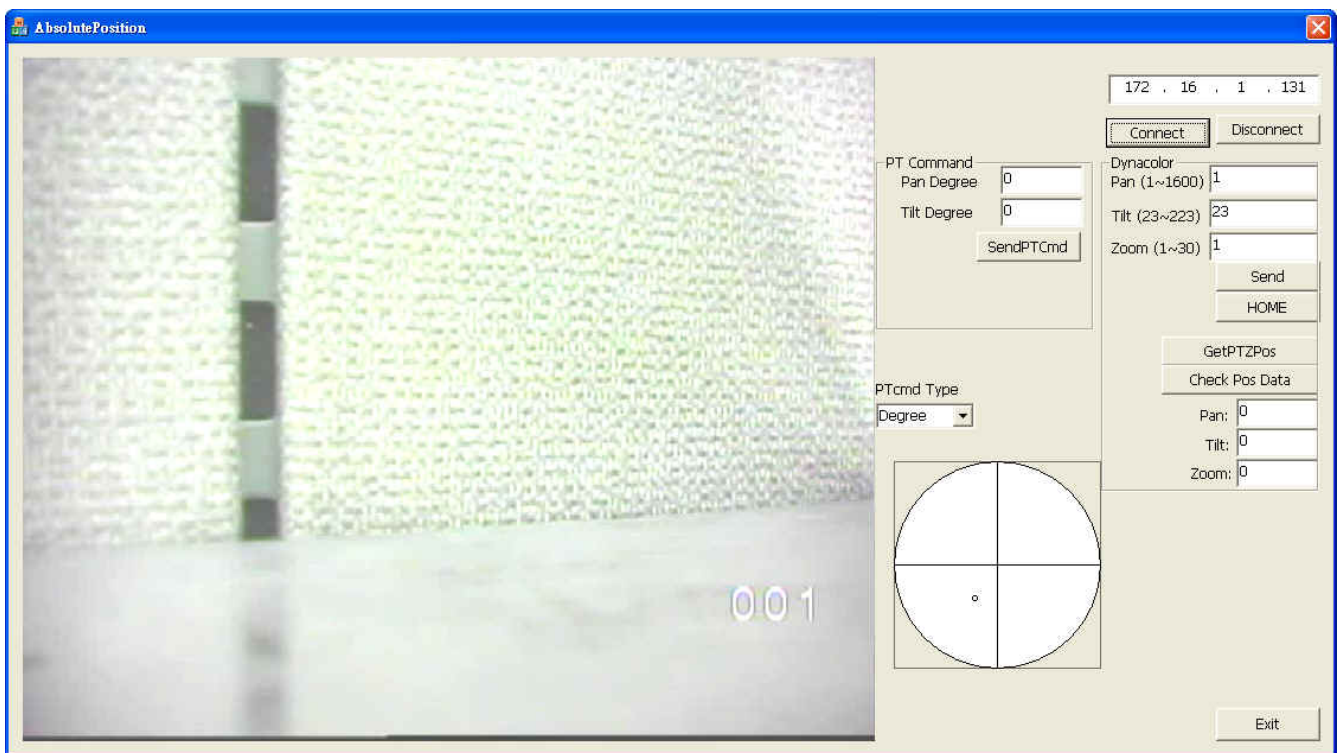 AbsolutePosition
172 . 16 . 1 . 131
Connect Disconnect
PT Command
Pan Degree 0
Tilt Degree 0
SendPTCmd
Dynacolor
Pan (1~1600) 1
Tilt (23~223) 23
Zoom (1~30) 1
Send
HOME
GetPTZPos
Check Pos Data
Pan: 0
Tilt: 0
Zoom: 0
PTcmd Type
Degree
001
Exit